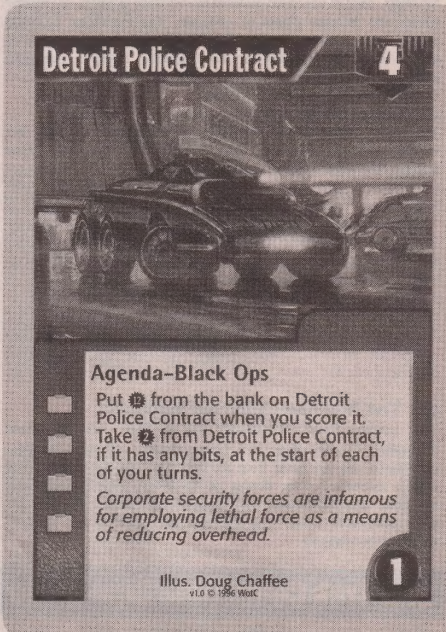 Detroit Police Contract 4
Agenda–Black Ops
Put 12 from the bank on Detroit
Police Contract when you score it.
Take 2 from Detroit Police Contract,
if it has any bits, at the start of each
of your turns.
Corporate security forces are infamous
for employing lethal force as a means
of reducing overhead.
1
Illus. Doug Chaffee
v1.0 © 1996 WotC